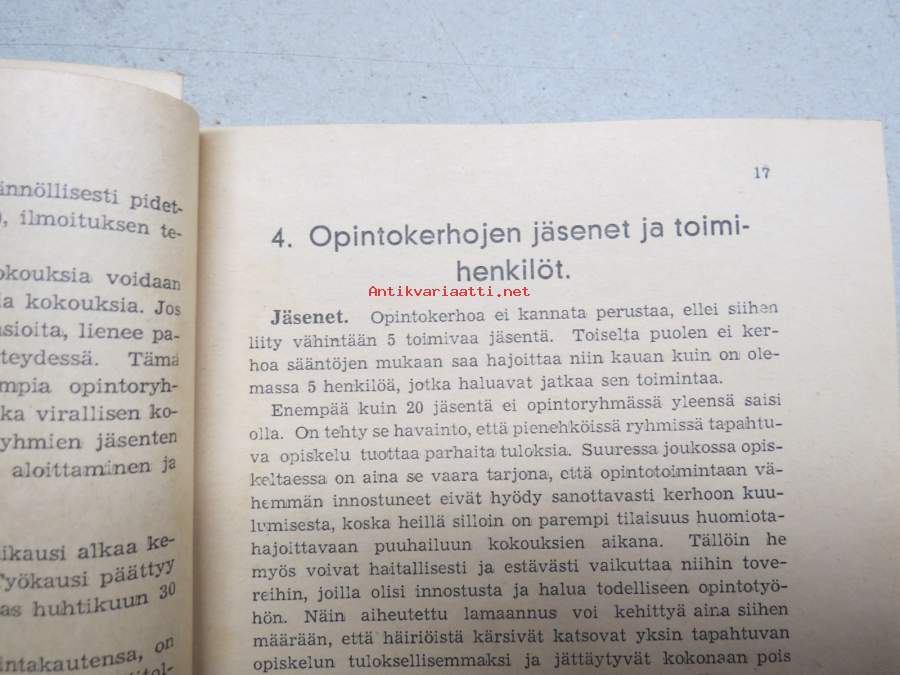 ännöllisesti pidet-
ilmoituksen te-
kokouksia voidaan
kokouksia. Jos
asioita, lienee pa-
teydessä. Tämä
empia opintoryh-
ka virallisen ko-
yhmien jäsenten
aloittaminen ja
ikausi alkaa ke-
Työkausi päättyy
as huhtikuun 30
intakautensa, on
17
4. Opintokerhojen jäsenet ja toimi-
henkilöt.
Antikvariaatti.net
Jäsenet. Opintokerhoa ei kannata perustaa, ellei siihen
liity vähintään 5 toimivaa jäsentä. Toiselta puolen ei ker-
hoa sääntöjen mukaan saa hajoittaa niin kauan kuin on ole-
massa 5 henkilöä, jotka haluavat jatkaa sen toimintaa.
Enempää kuin 20 jäsentä ei opintoryhmässä yleensä saisi
olla. On tehty se havainto, että pienehköissä ryhmissä tapahtu-
va opiskelu tuottaa parhaita tuloksia. Suuressa joukossa opis-
keltaessa on aina se vaara tarjona, että opintotoimintaan vä-
hemmän innostuneet eivät hyödy sanottavasti kerhoon kuu-
lumisesta, koska heillä silloin on parempi tilaisuus huomiota-
hajoittavaan puuhailuun kokouksien aikana. Tällöin he
myös voivat haitallisesti ja estävästi vaikuttaa niihin tove-
reihin, joilla olisi innostusta ja halua todelliseen opintotyö-
hön. Näin aiheutettu lamaannus voi kehittyä aina siihen
määrään, että häiriöistä kärsivät katsovat yksin tapahtuvan
opiskelun tuloksellisemmaksi ja jättäytyvät kokonaan pois